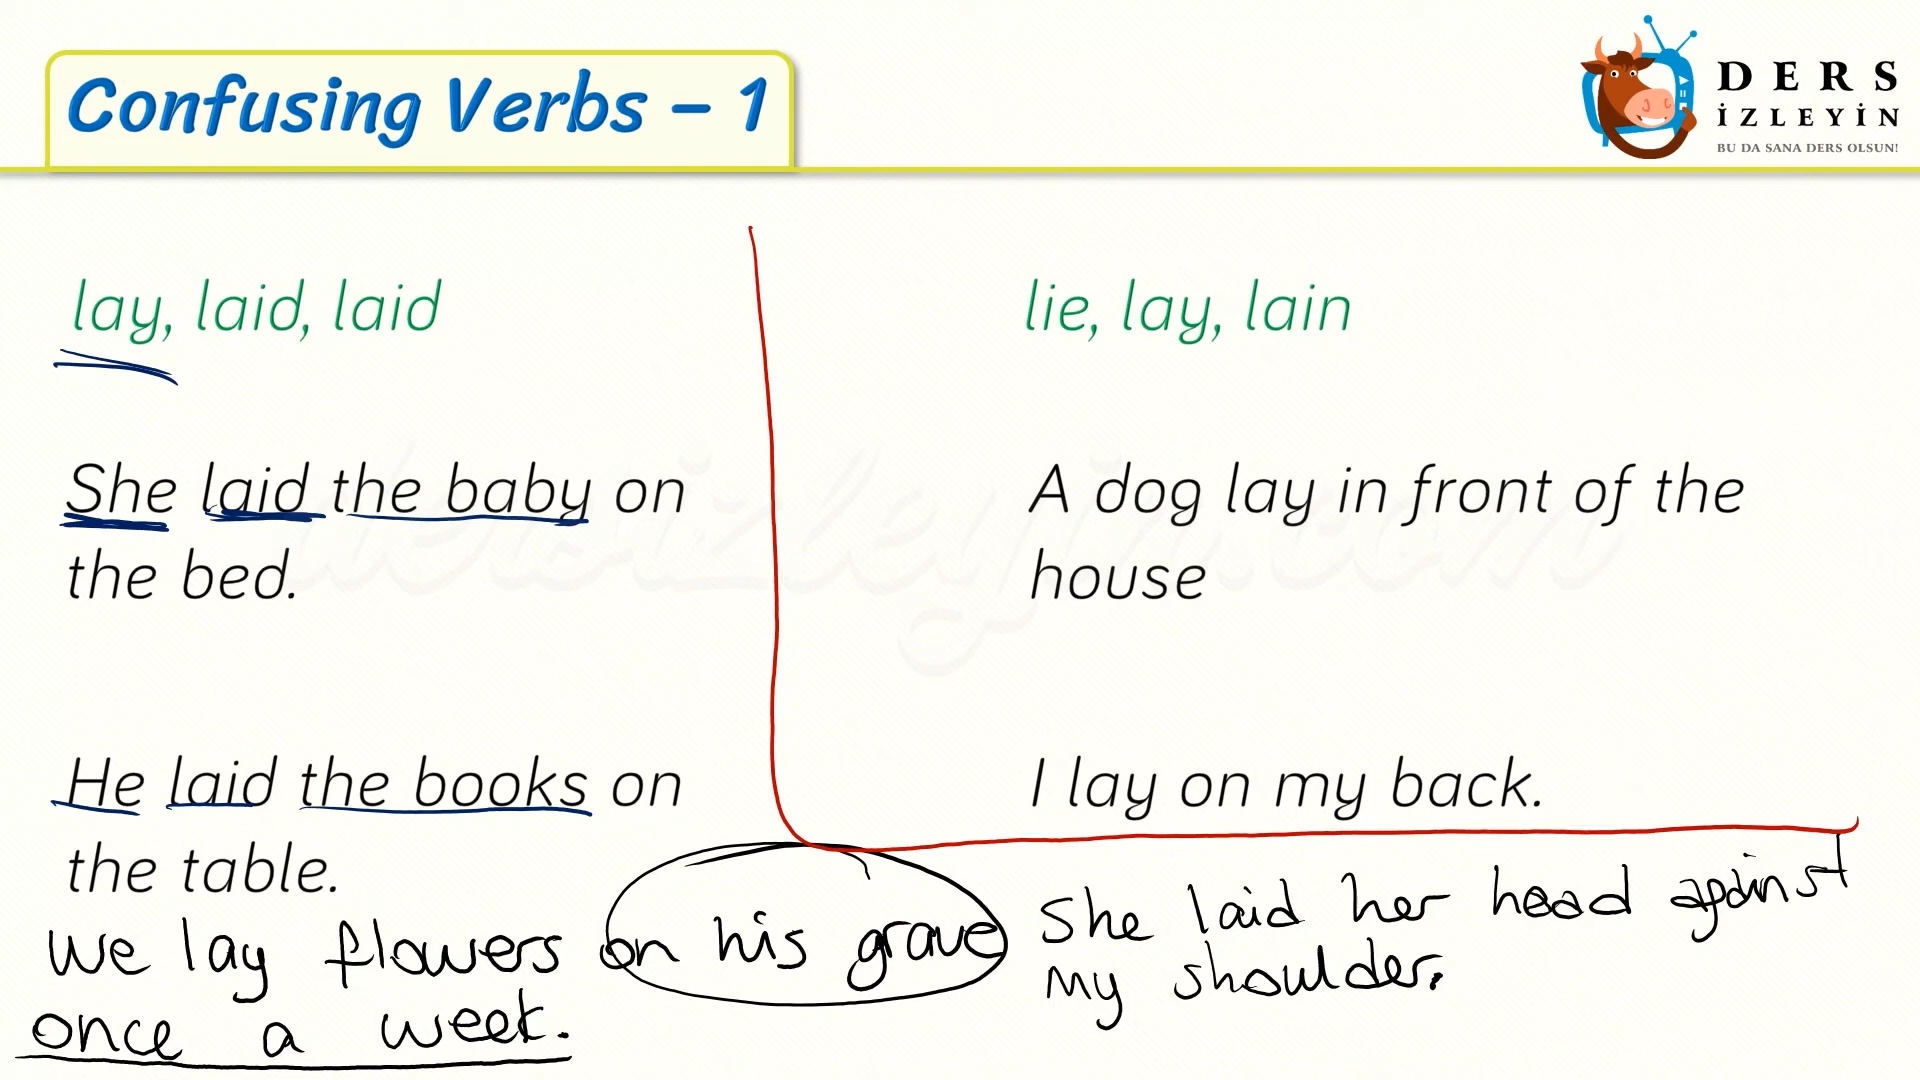 Confusing Verbs – 1
DERS
İZLEYİN
BU DA SANA DERS OLSUN!
lay, laid, laid
She laid the baby on
the bed.
He laid the books on
the table.
We lay flowers on his grave
once a week.
lie, lay, lain
A dog lay in front of the
house
I lay on my back.
She laid her head against
my shoulder.
dersizleyin.com